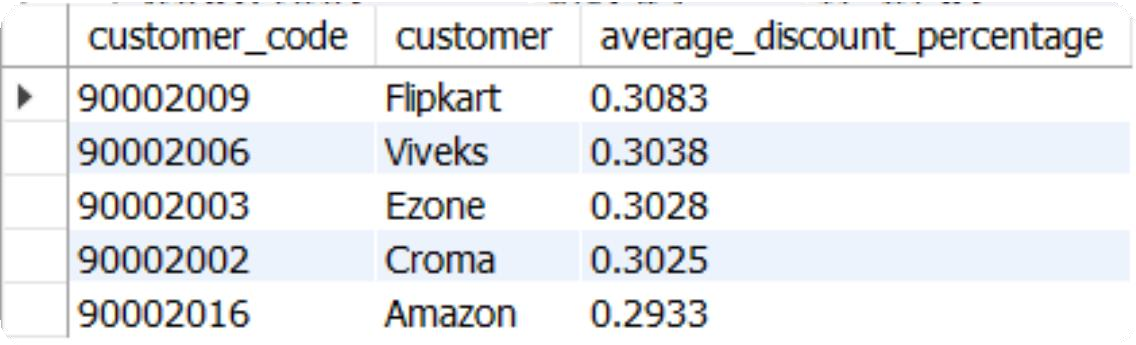 customer_code customer average_discount_percentage
90002009 Flipkart 0.3083
90002006 Viveks 0.3038
90002003 Ezone 0.3028
90002002 Croma 0.3025
90002016 Amazon 0.2933